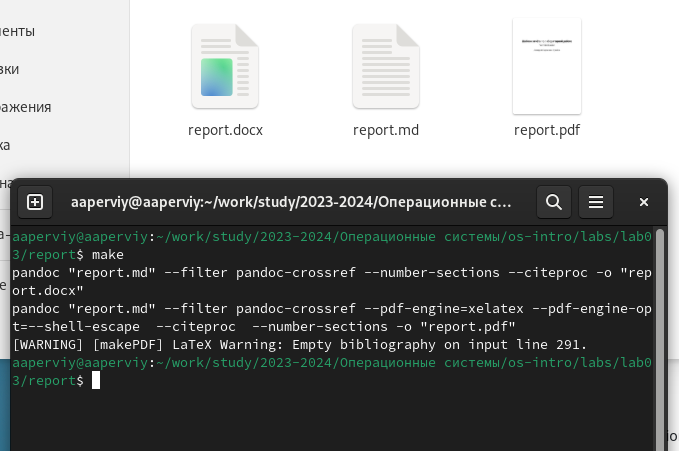 енты
вки
ражения
ка
на
а-
е
report.docx
report.md
report.pdf
aaperviy@aaperviy:~/work/study/2023-2024/Операционные с...
aaperviy@aaperviy:~/work/study/2023-2024/Операционные системы/os-intro/labs/lab0
3/report$ make
pandoc "report.md" --filter pandoc-crossref --number-sections --citeproc -o "rep
ort.docx"
pandoc "report.md" --filter pandoc-crossref --pdf-engine=xelatex --pdf-engine-op
t=--shell-escape  --citeproc  --number-sections -o "report.pdf"
[WARNING] [makePDF] LaTeX Warning: Empty bibliography on input line 291.
aaperviy@aaperviy:~/work/study/2023-2024/Операционные системы/os-intro/labs/lab0
3/report$